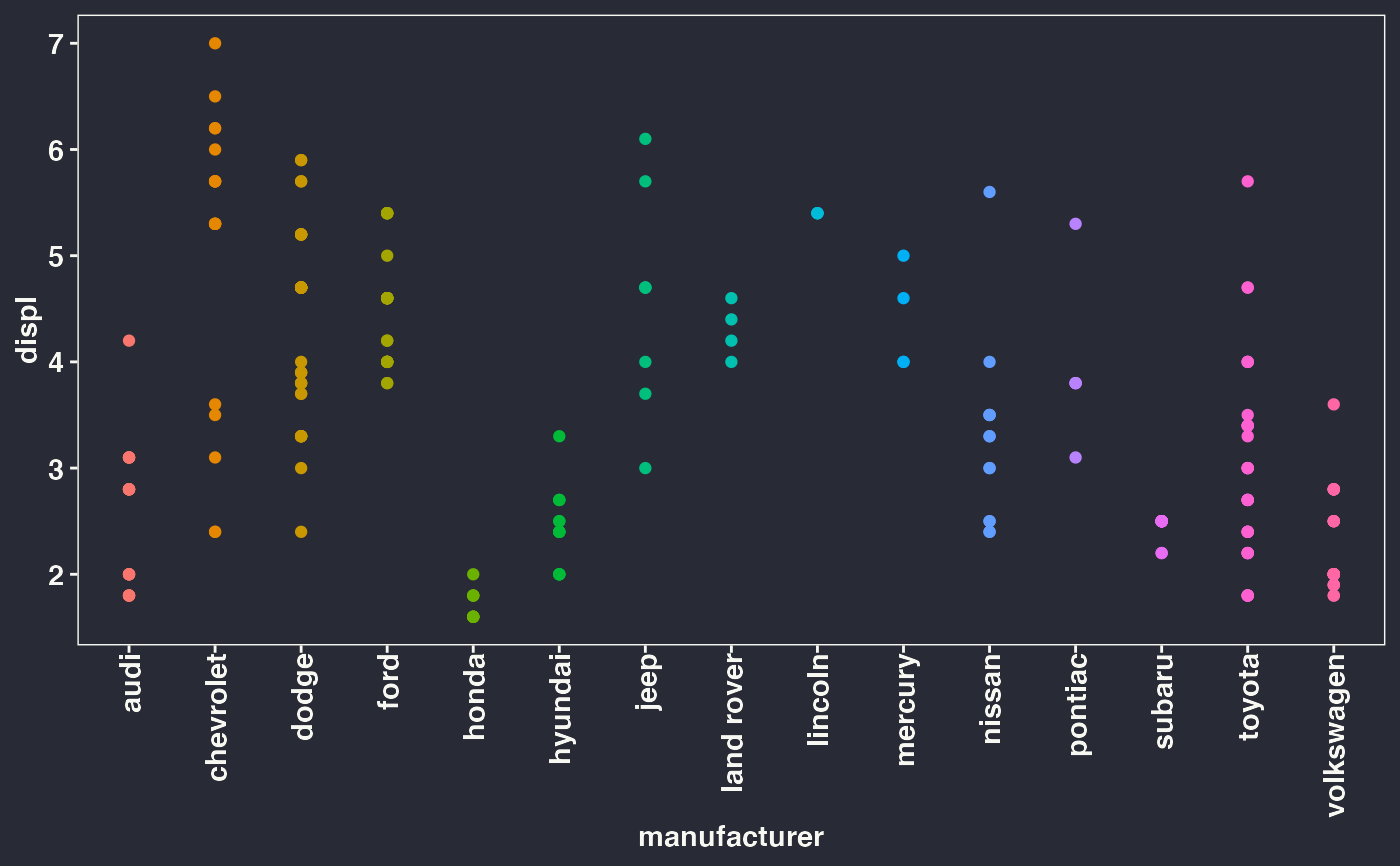 7
6
5
4
3
2
displ
audi
chevrolet
dodge
ford
honda
hyundai
jeep
land rover
lincoln
mercury
nissan
pontiac
subaru
toyota
volkswagen
manufacturer